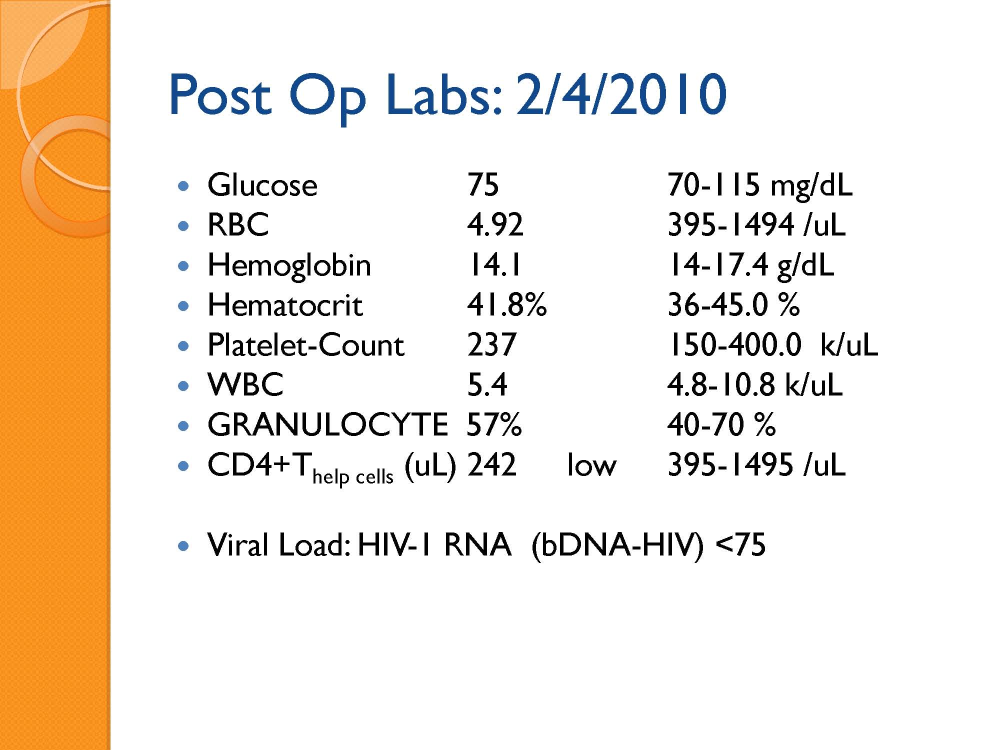 Post Op Labs: 2/4/2010
• Glucose 75 70-115 mg/dL
• RBC 4.92 395-1494 /uL
• Hemoglobin 14.1 14-17.4 g/dL
• Hematocrit 41.8% 36-45.0 %
• Platelet-Count 237 150-400.0 k/uL
• WBC 5.4 4.8-10.8 k/uL
• GRANULOCYTE 57% 40-70 %
• CD4+T help cells (uL) 242 low 395-1495 /uL
• Viral Load: HIV-1 RNA (bDNA-HIV) <75